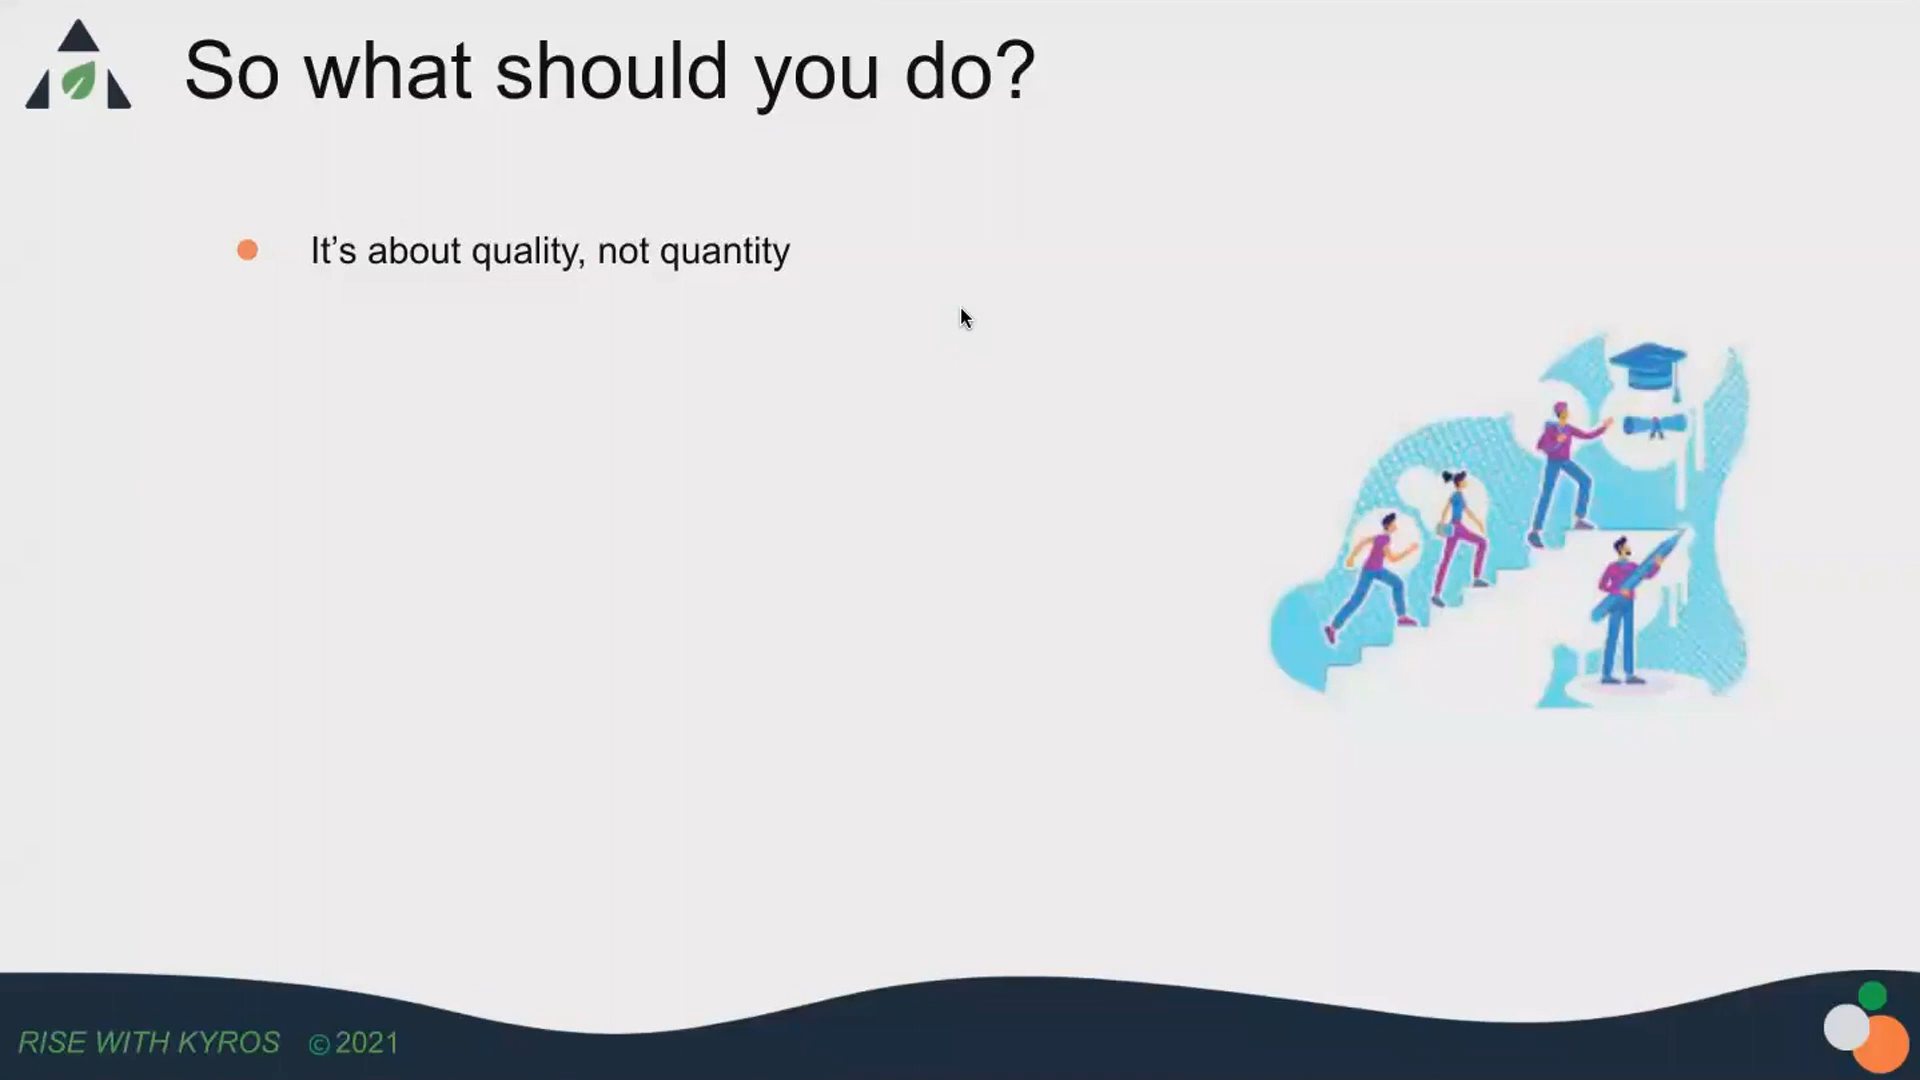 So what should you do?
It’s about quality, not quantity
RISE WITH KYROS © 2021